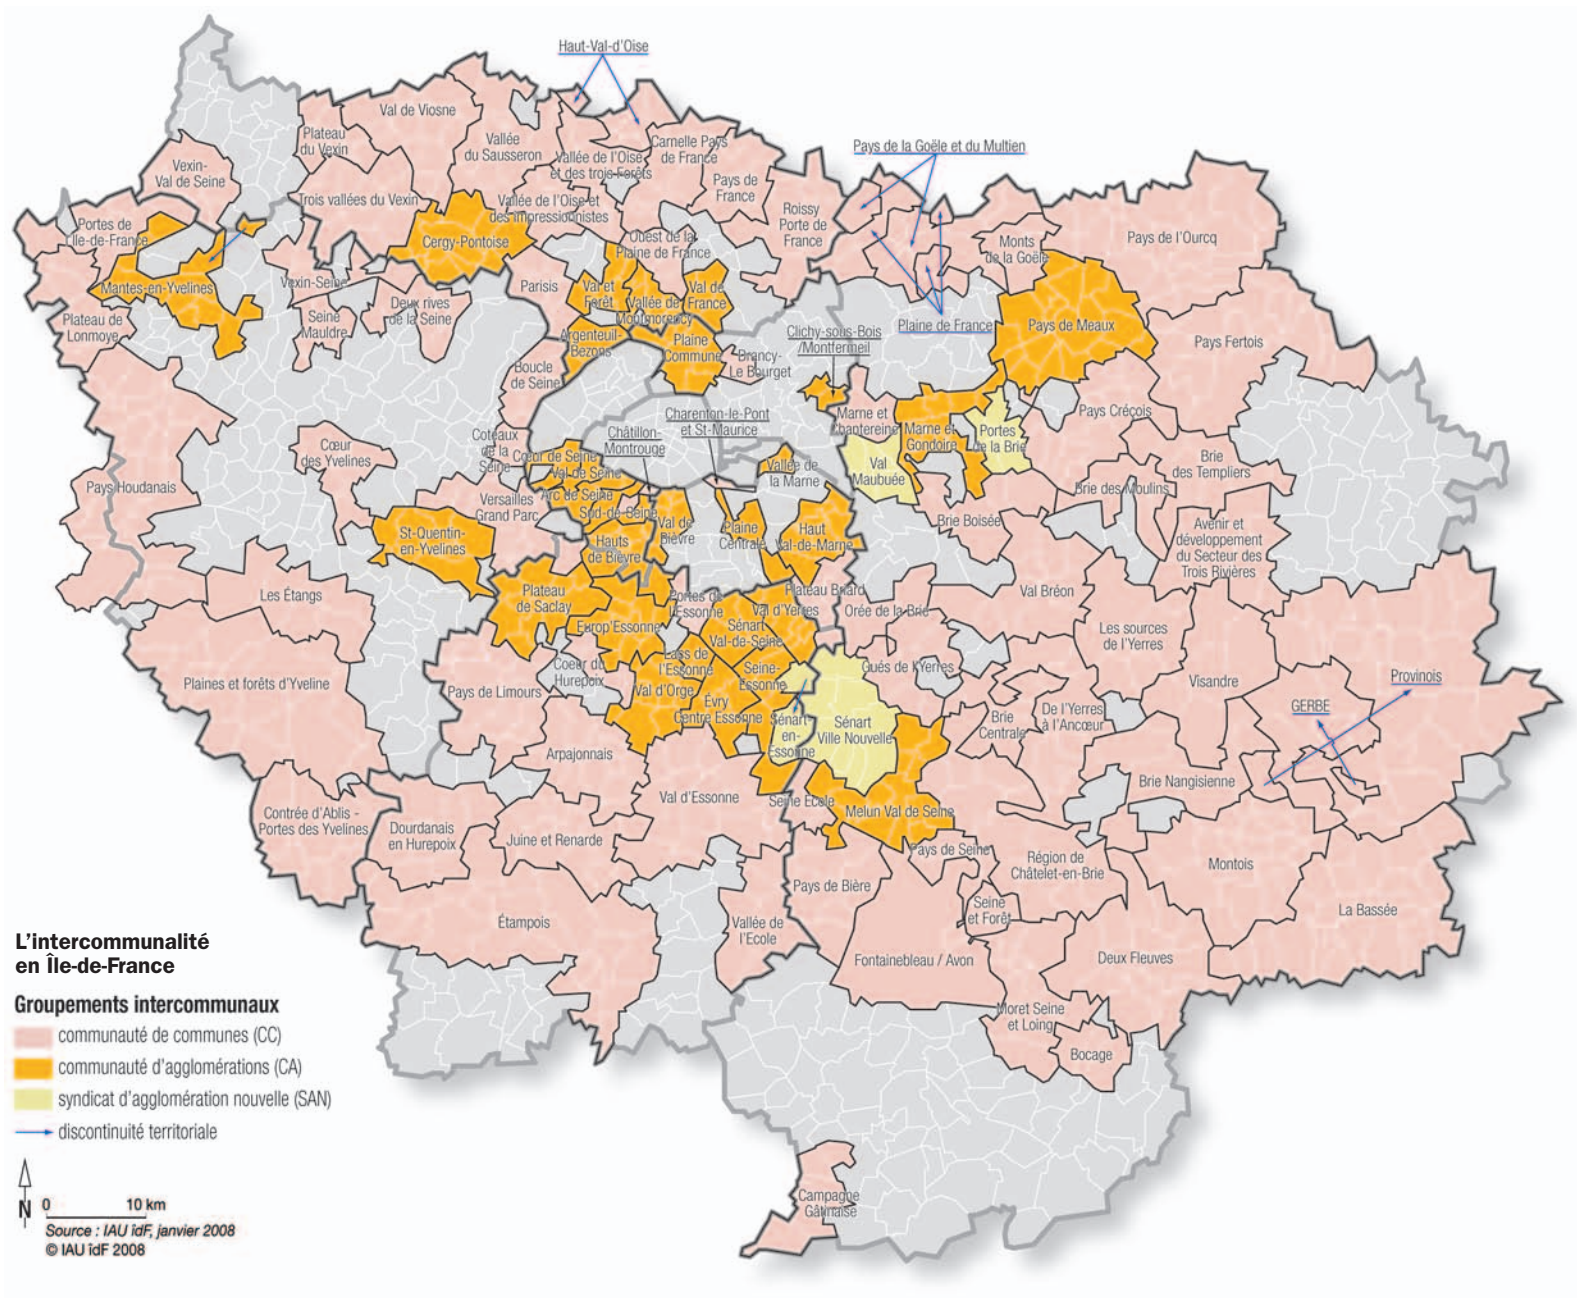 Haut-Val-d'Oise
Val de Viosne
Plateau
du Vexin
Vallée
du Sausseron
Vallée de l'Oise
et des trois Forêts
Carnelle Pays
de France
Pays de la Goële et du Multien
Vexin-
Val de Seine
Trois vallées du Vexin
Vallée de l'Oise et
des Impressionnistes
Pays de
France
Roissy
Porte de
France
Portes de
l'Ile-de-France
Cergy-Pontoise
Ouest de la
Plaine de France
Monts
de la Goële
Pays de l'Ourcq
Mantes-en-Yvelines
Vexin-Seine
Parisis
Val et
Forêt
Vallée de
Montmorency
Val de
France
Plateau de
Lonmoye
Seine
Mauldre
Deux rives
de la Seine
Argenteuil-
Bezons
Plaine
Commune
Clichy-sous-Bois
/Montfermeil
Plaine de France
Pays de Meaux
Pays Fertois
Boucle
de Seine
Drancy-
Le Bourget
Charenton-le-Pont
et St-Maurice
Châtillon-
Montrouge
Marne et
Chantereine
Marne et
Gondoire
Portes
de la Brie
Pays Créçois
Cœur
des Yvelines
Coteaux
de la
Seine
Cœur de Seine
Val de Seine
Vallée de
la Marne
Val
Maubuée
Brie
des Templiers
Pays Houdanais
Versailles
Grand Parc
Arc de Seine
Sud-de-Seine
Brie des Moulins
St-Quentin-
en-Yvelines
Hauts
de Bièvre
Val de
Bièvre
Plaine
Centrale
Haut
Val-de-Marne
Brie Boisée
Avenir et
développement
du Secteur des
Trois Rivières
Les Étangs
Plateau
de Saclay
Portes de
l'Essonne
Plateau Briard
Val d'Yerres
Orée de la Brie
Val Bréon
Europ'Essonne
Sénart
Val-de-Seine
Les sources
de l'Yerres
Plaines et forêts d'Yveline
Pays de Limours
Coeur du
Hurepoix
Lacs de
l'Essonne
Val d'Orge
Seine-
Essonne
Gués de l'Yerres
Visandre
Provinois
GERBE
Évry
Centre Essonne
Sénart-
en-
Essonne
Sénart
Ville Nouvelle
Brie
Centrale
De l'Yerres
à l'Ancœur
Arpajonnais
Val d'Essonne
Seine Ecole
Melun Val de Seine
Brie Nangisienne
Contrée d'Ablis -
Portes des Yvelines
Dourdanais
en Hurepoix
Juine et Renarde
Pays de Seine
Région de
Châtelet-en-Brie
Montois
Pays de Bière
Seine
et Forêt
La Bassée
Étampois
Vallée de
l'Ecole
Fontainebleau / Avon
Deux Fleuves
Moret Seine
et Loing
Bocage
Campagne
Gâtinaise
L'intercommunalité
en Île-de-France
Groupements intercommunaux
communauté de communes (CC)
communauté d'agglomérations (CA)
syndicat d'agglomération nouvelle (SAN)
discontinuité territoriale
N
0 10 km
Source : IAU îdF, janvier 2008
© IAU îdF 2008